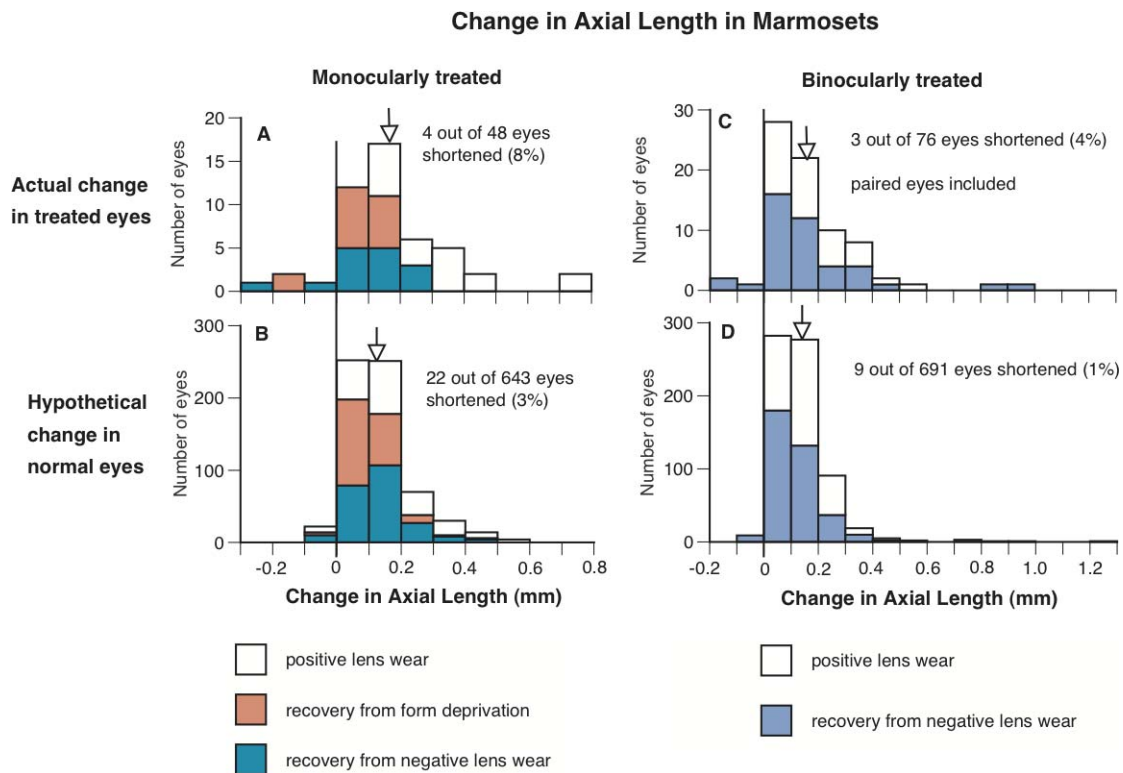 Change in Axial Length in Marmosets
Monocularly treated
Binocularly treated
Actual change
in treated eyes
Number of eyes
20
15
10
5
0
A
4 out of 48 eyes
shortened (8%)
Number of eyes
30
20
10
0
C
3 out of 76 eyes shortened (4%)
paired eyes included
Hypothetical
change in
normal eyes
Number of eyes
300
200
100
0
B
22 out of 643 eyes
shortened (3%)
-0.2 0 0.2 0.4 0.6 0.8
Change in Axial Length (mm)
Number of eyes
300
200
100
0
D
9 out of 691 eyes shortened (1%)
-0.2 0 0.2 0.4 0.6 0.8 1.0 1.2
Change in Axial Length (mm)
positive lens wear
recovery from form deprivation
recovery from negative lens wear
positive lens wear
recovery from negative lens wear